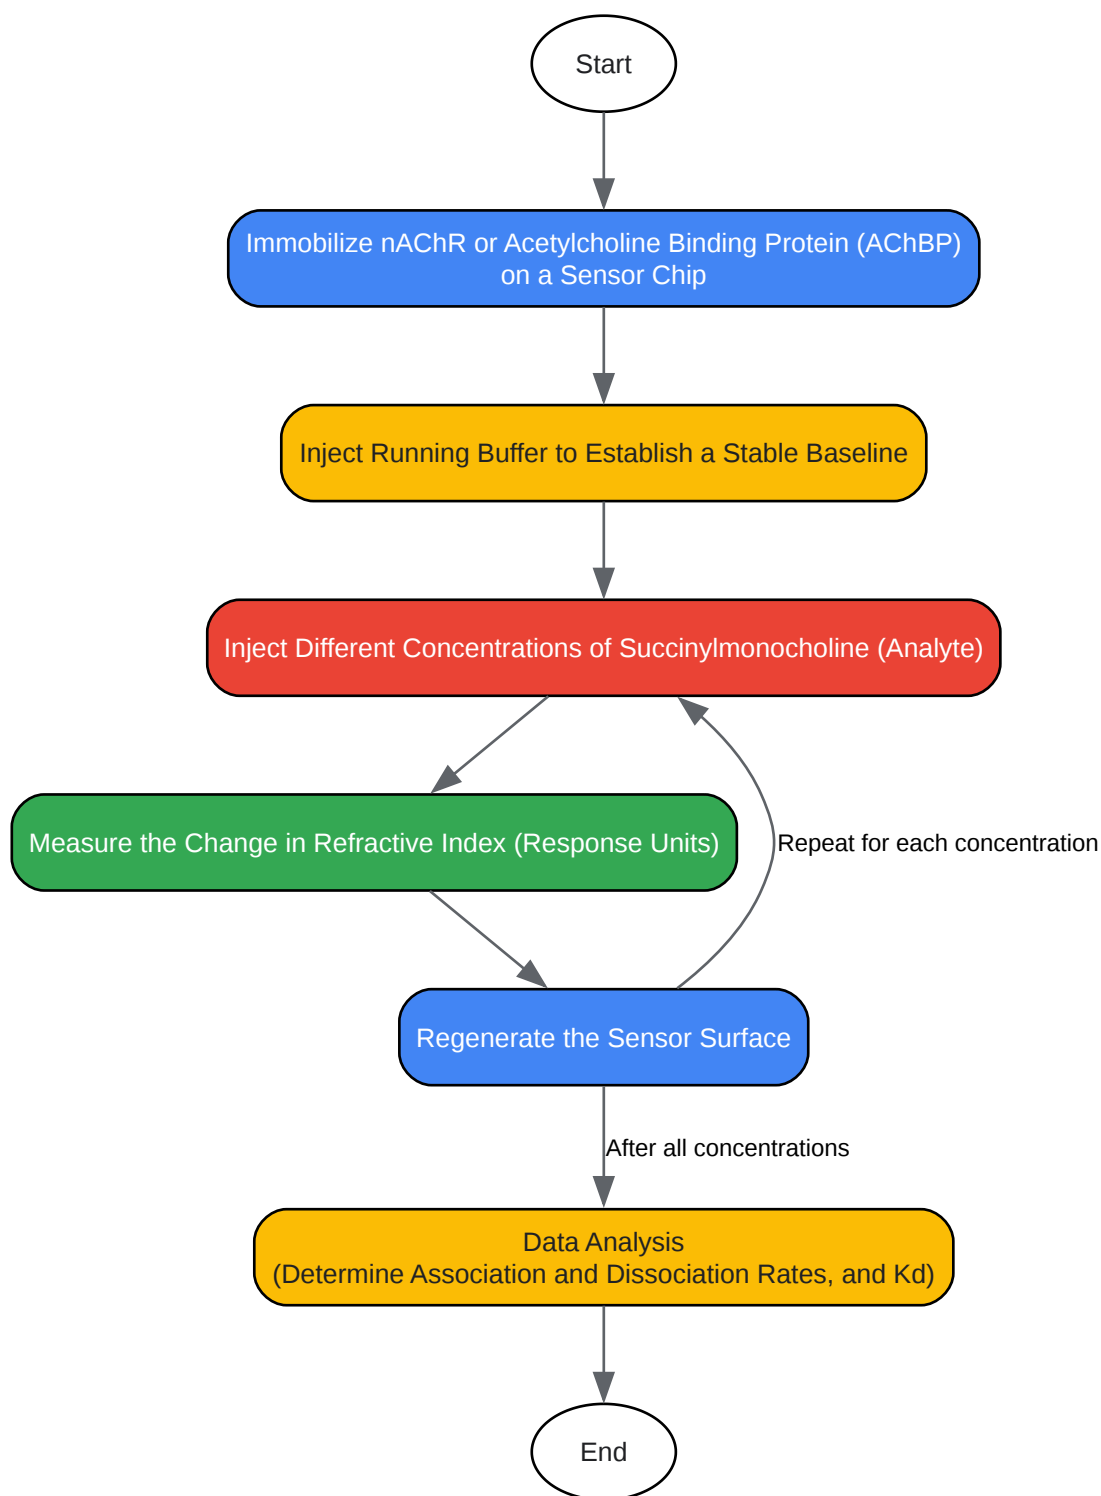 Start
Immobilize nAChR or Acetylcholine Binding Protein (AChBP)
on a Sensor Chip
Inject Running Buffer to Establish a Stable Baseline
Inject Different Concentrations of Succinylmonocholine (Analyte)
Measure the Change in Refractive Index (Response Units)
Repeat for each concentration
Regenerate the Sensor Surface
After all concentrations
Data Analysis
(Determine Association and Dissociation Rates, and Kd)
End